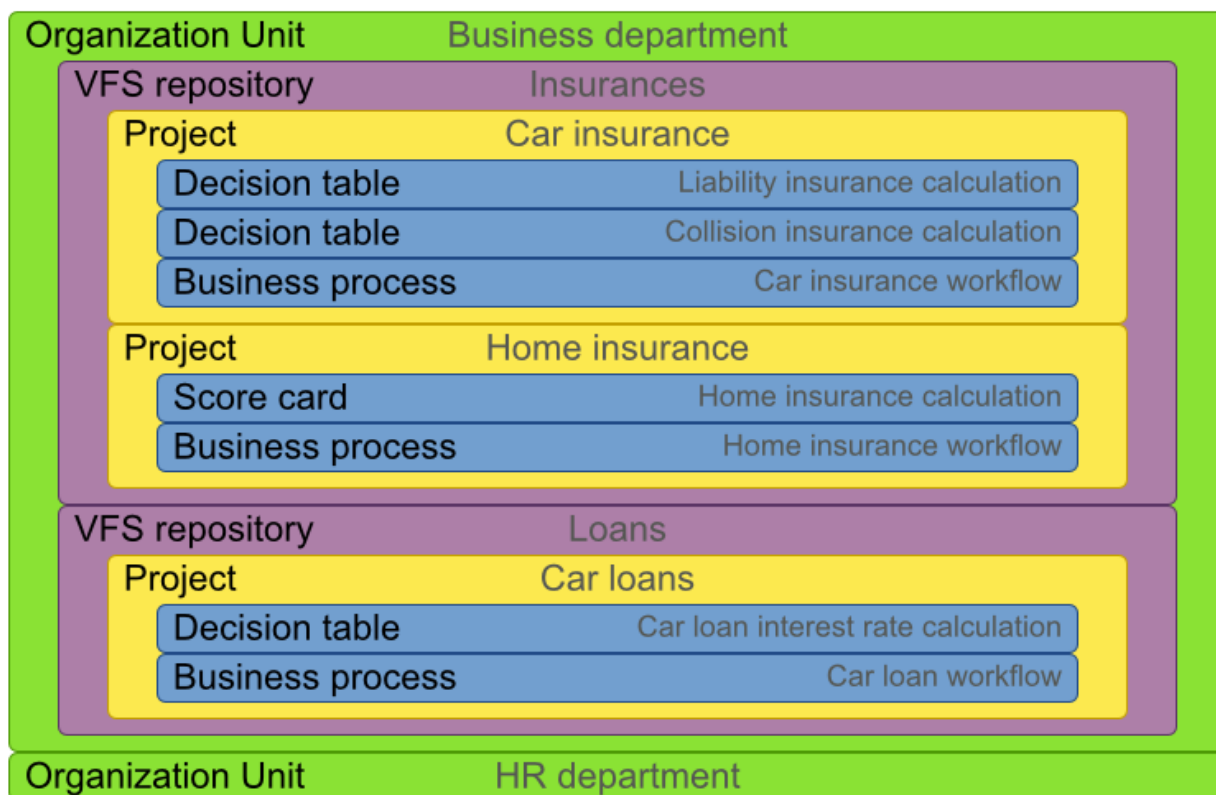 Organization Unit Business department
VFS repository Insurances
Project Car insurance
Decision table Liability insurance calculation
Decision table Collision insurance calculation
Business process Car insurance workflow
Project Home insurance
Score card Home insurance calculation
Business process Home insurance workflow
VFS repository Loans
Project Car loans
Decision table Car loan interest rate calculation
Business process Car loan workflow
Organization Unit HR department